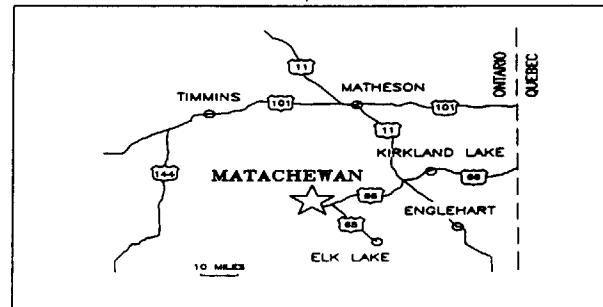 11
MATHESON
ONTARIO
QUEBEC
TIMMINS
101
101
11
KIRKLAND LAKE
144
MATACHEWAN
66
66
ENGLEHART
65
ELK LAKE
10 MILES